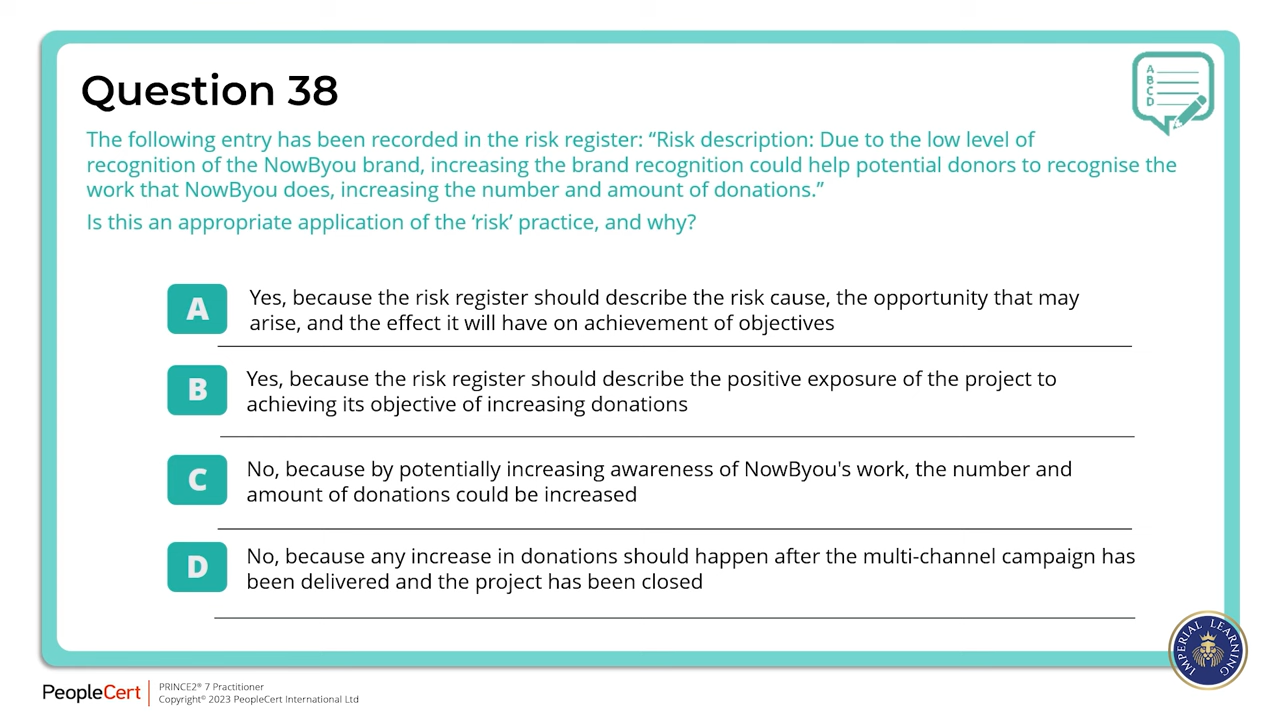 Question 38
A
B
C
D
The following entry has been recorded in the risk register: “Risk description: Due to the low level of
recognition of the NowByou brand, increasing the brand recognition could help potential donors to recognise the
work that NowByou does, increasing the number and amount of donations.”
Is this an appropriate application of the ‘risk’ practice, and why?
A
Yes, because the risk register should describe the risk cause, the opportunity that may
arise, and the effect it will have on achievement of objectives
B
Yes, because the risk register should describe the positive exposure of the project to
achieving its objective of increasing donations
C
No, because by potentially increasing awareness of NowByou's work, the number and
amount of donations could be increased
D
No, because any increase in donations should happen after the multi-channel campaign has
been delivered and the project has been closed
IMPERIAL LEARNING
PeopleCert
PRINCE2® 7 Practitioner
Copyright© 2023 PeopleCert International Ltd